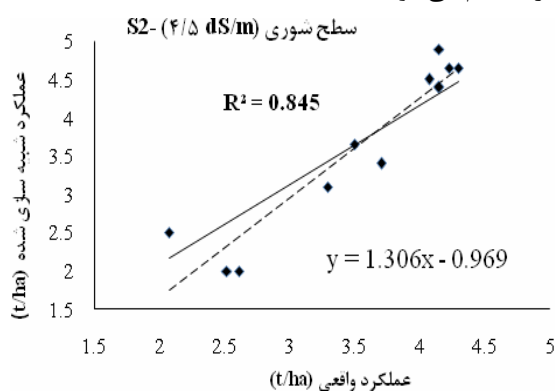 سطح شوری S2- (۴/۵ dS/m)
R² = 0.845
y = 1.306x - 0.969
عملکرد شبیه سازی شده (t/ha)
5
4.5
4
3.5
3
2.5
2
1.5
1.5 2 2.5 3 3.5 4 4.5 5
عملکرد واقعی (t/ha)